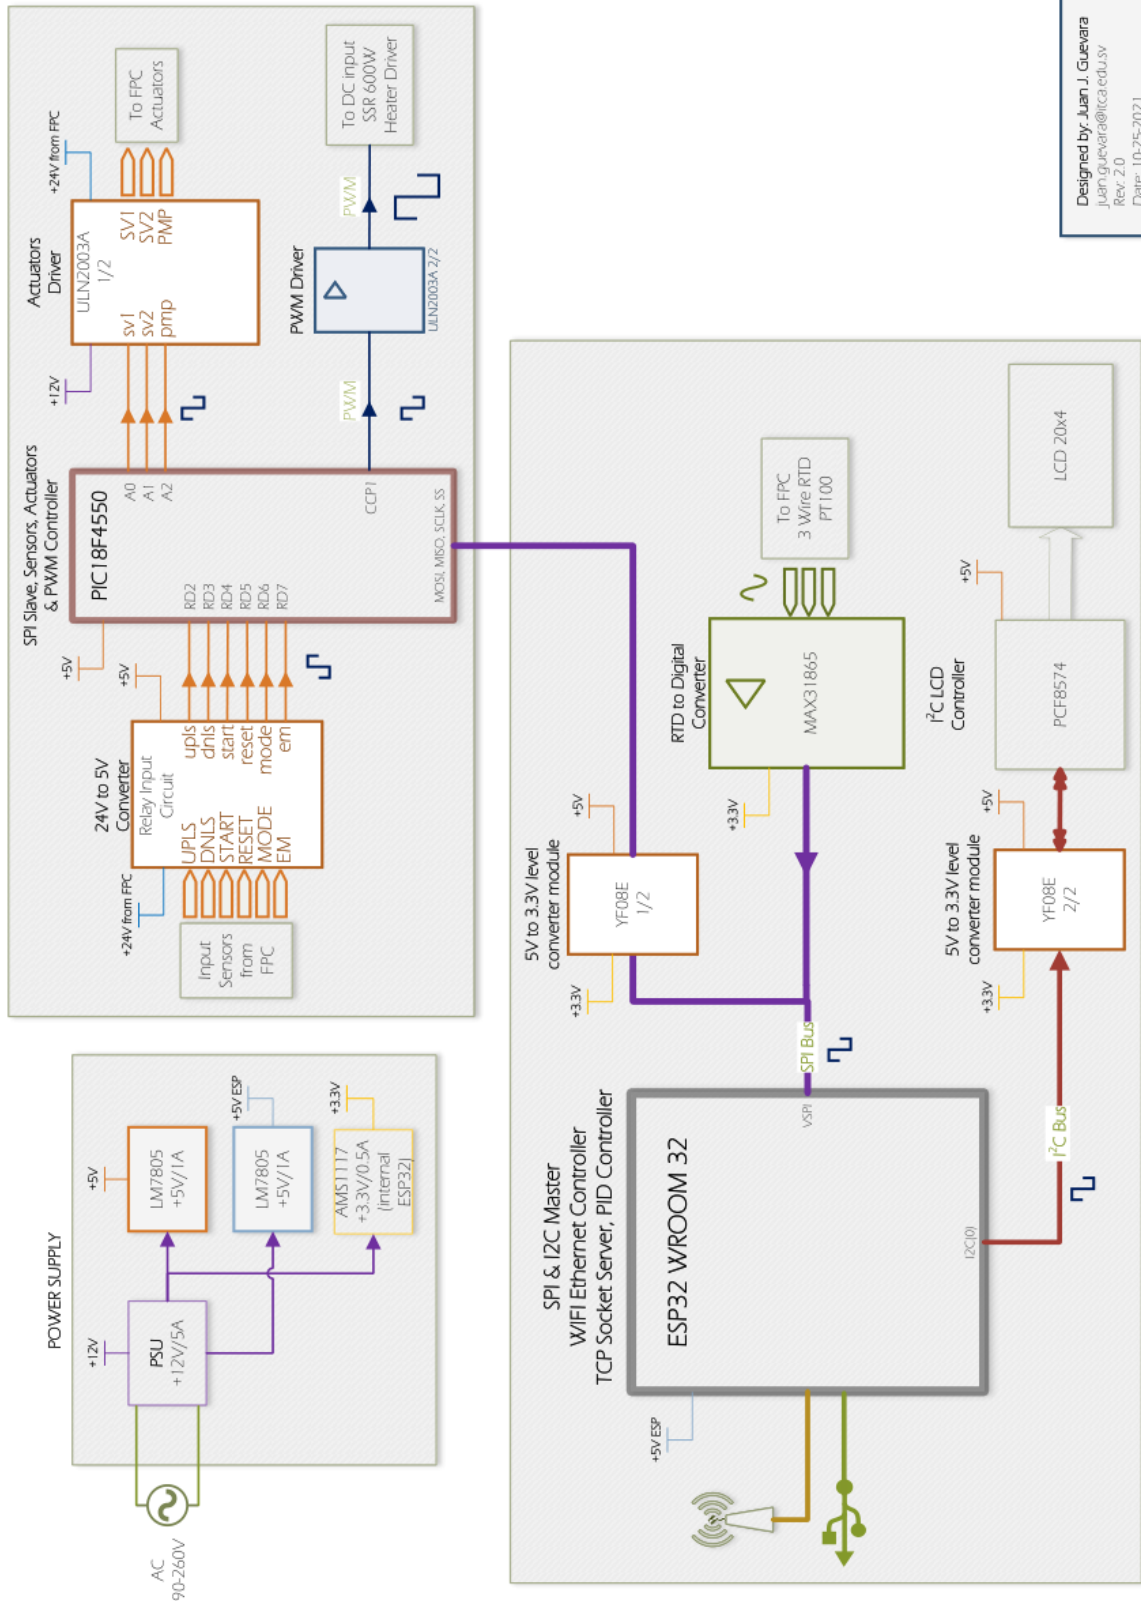 POWER SUPPLY
AC
90-260V
+12V
PSU
+12V/5A
+5V
LM7805
+5V/1A
+5V ESP
LM7805
+5V/1A
+3.3V
AMS1117
+3.3V/0.5A
(internal
ESP32)
24V to 5V
Converter
+24V from FPC
+5V
Relay Input
Circuit
Input
Sensors
from
FPC
UPLS
DNLS
START
RESET
MODE
EM
upls
dnls
start
reset
mode
em
SPI Slave, Sensors, Actuators
& PWM Controller
+5V
PIC18F4550
RD2
RD3
RD4
RD5
RD6
RD7
A0
A1
A2
CCP1
MOSI, MISO, SCLK, SS
Actuators
Driver
+12V
+24V from FPC
ULN2003A
1/2
sv1
sv2
pmp
SV1
SV2
PMP
To FPC
Actuators
PWM
PWM Driver
ULN2003A 2/2
PWM
To DC input
SSR 600W
Heater Driver
SPI & I2C Master
WIFI Ethernet Controller
TCP Socket Server, PID Controller
+5V ESP
ESP32 WROOM 32
VSPI
I2C(0)
SPI Bus
I²C Bus
5V to 3.3V level
converter module
+3.3V
+5V
YF08E
1/2
RTD to Digital
Converter
+3.3V
MAX31865
To FPC
3 Wire RTD
PT100
5V to 3.3V level
converter module
+3.3V
+5V
YF08E
2/2
I²C LCD
Controller
+5V
PCF8574
LCD 20x4
Designed by: Juan J. Guevara
juan.guevara@itca.edu.sv
Rev: 2.0
Date: 10-25-2021